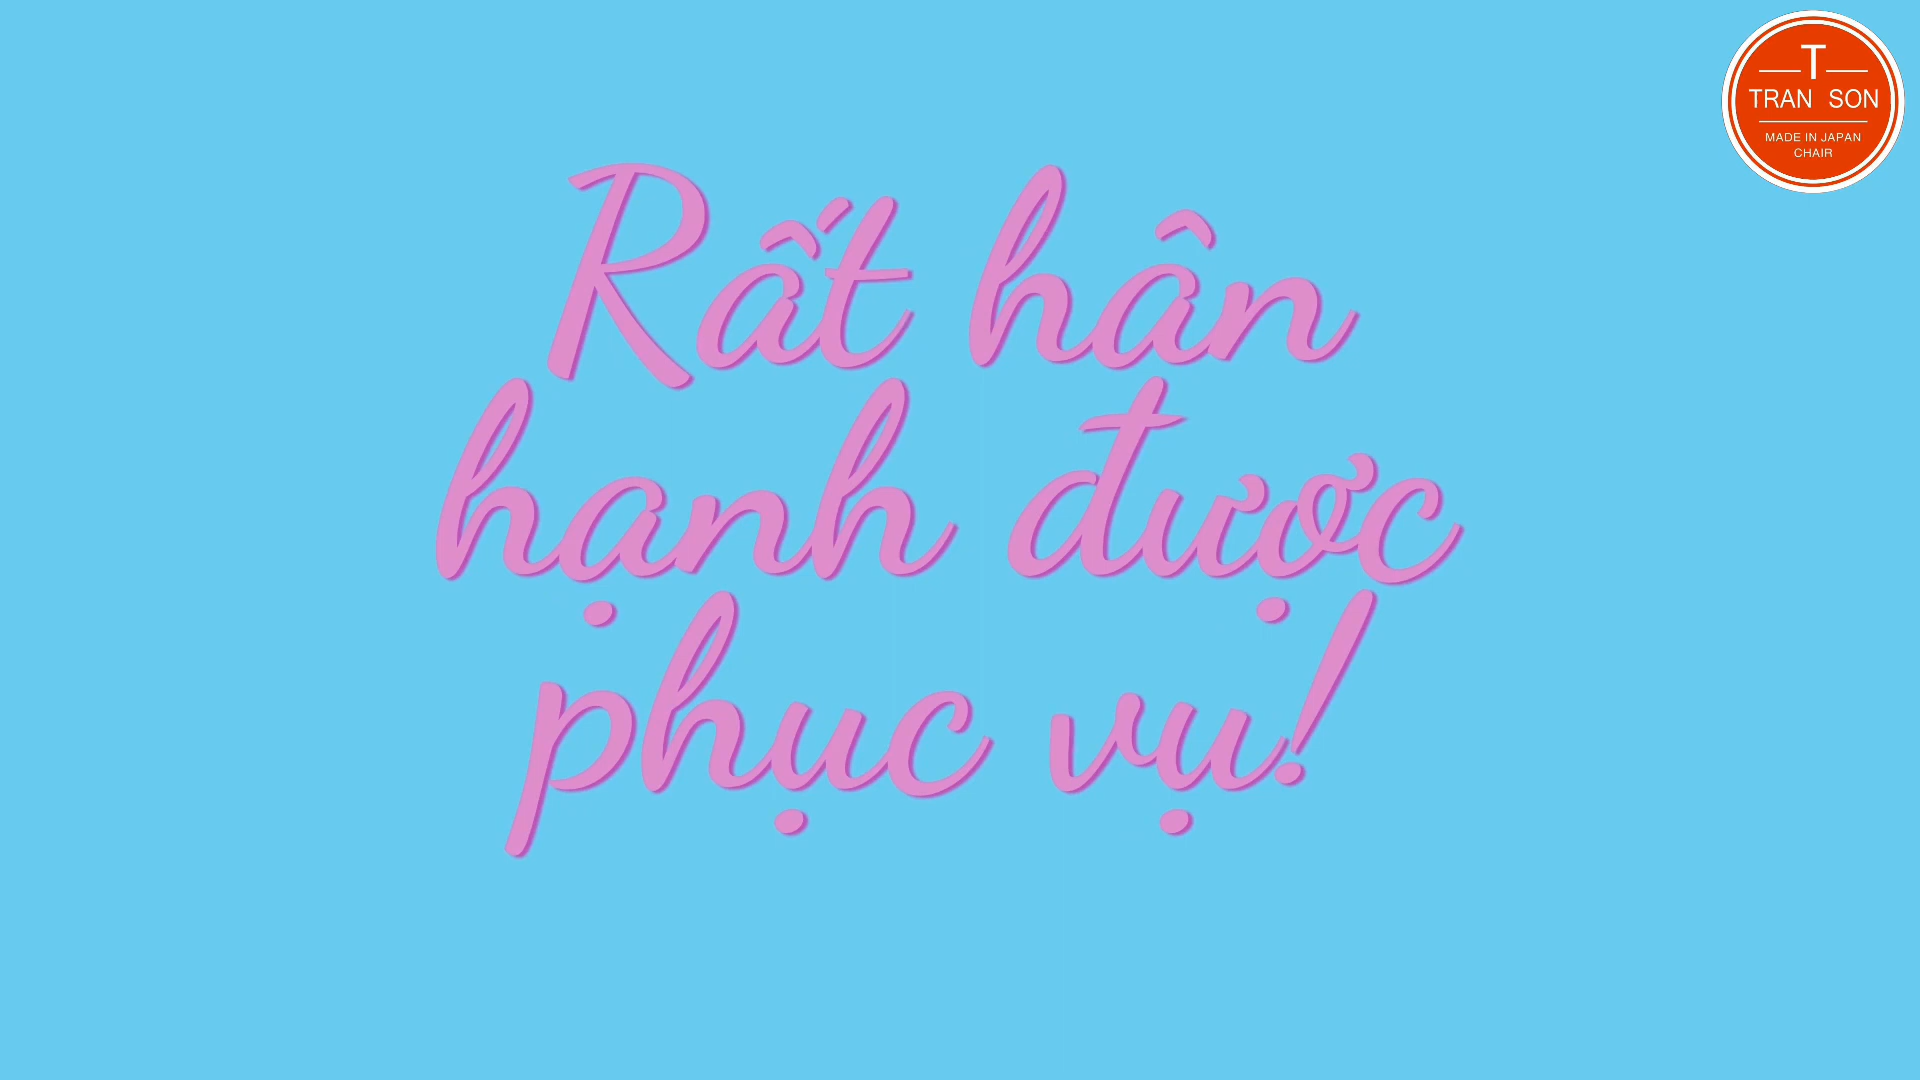 T
TRAN SON
MADE IN JAPAN
CHAIR
Rất hân
hạnh được
phục vụ!